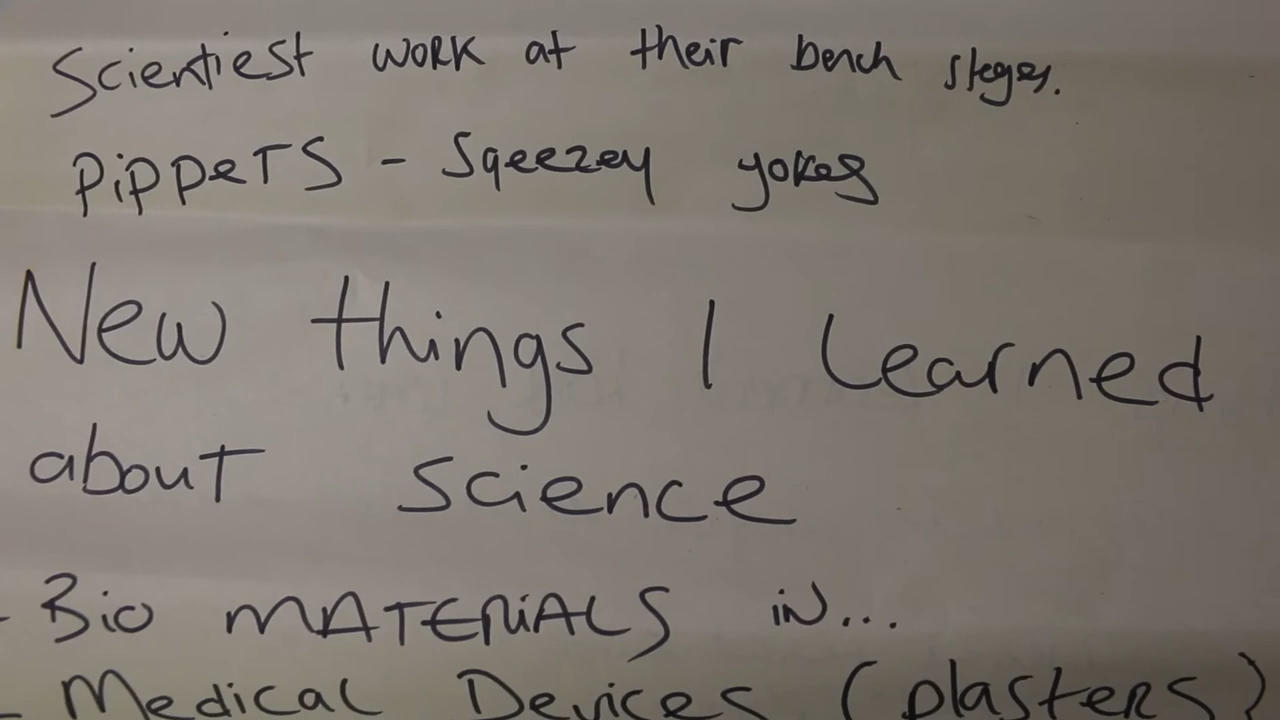 Scientiest work at their bench steges.
PiPPeTS - Sqeezey yokes
New things I learned
about science
- Bio MATERiALS iN...
- Medical Devices (plasters)